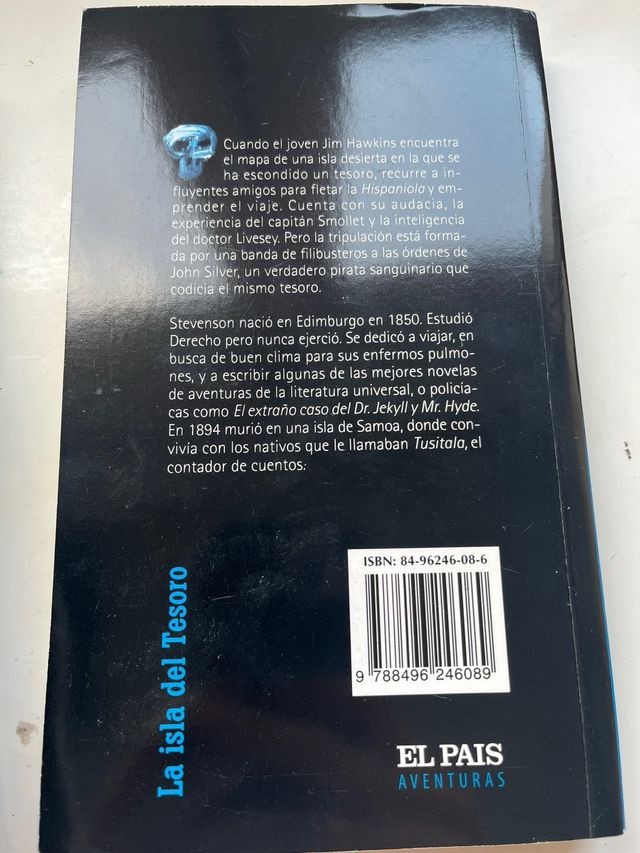 Cuando el joven Jim Hawkins encuentra
el mapa de una isla desierta en la que se
ha escondido un tesoro, recurre a in-
fluyentes amigos para fletar la Hispaniola y em-
prender el viaje. Cuenta con su audacia, la
experiencia del capitán Smollet y la inteligencia
del doctor Livesey. Pero la tripulación está forma-
da por una banda de filibusteros a las órdenes de
John Silver, un verdadero pirata sanguinario que
codicia el mismo tesoro.
Stevenson nació en Edimburgo en 1850. Estudió
Derecho pero nunca ejerció. Se dedicó a viajar, en
busca de buen clima para sus enfermos pulmo-
nes, y a escribir algunas de las mejores novelas
de aventuras de la literatura universal, o policía-
cas como El extraño caso del Dr. Jekyll y Mr. Hyde.
En 1894 murió en una isla de Samoa, donde con-
vivía con los nativos que le llamaban Tusitala, el
contador de cuentos.
La isla del Tesoro
ISBN: 84-96246-08-6
9 788496 246089
EL PAIS
AVENTURAS